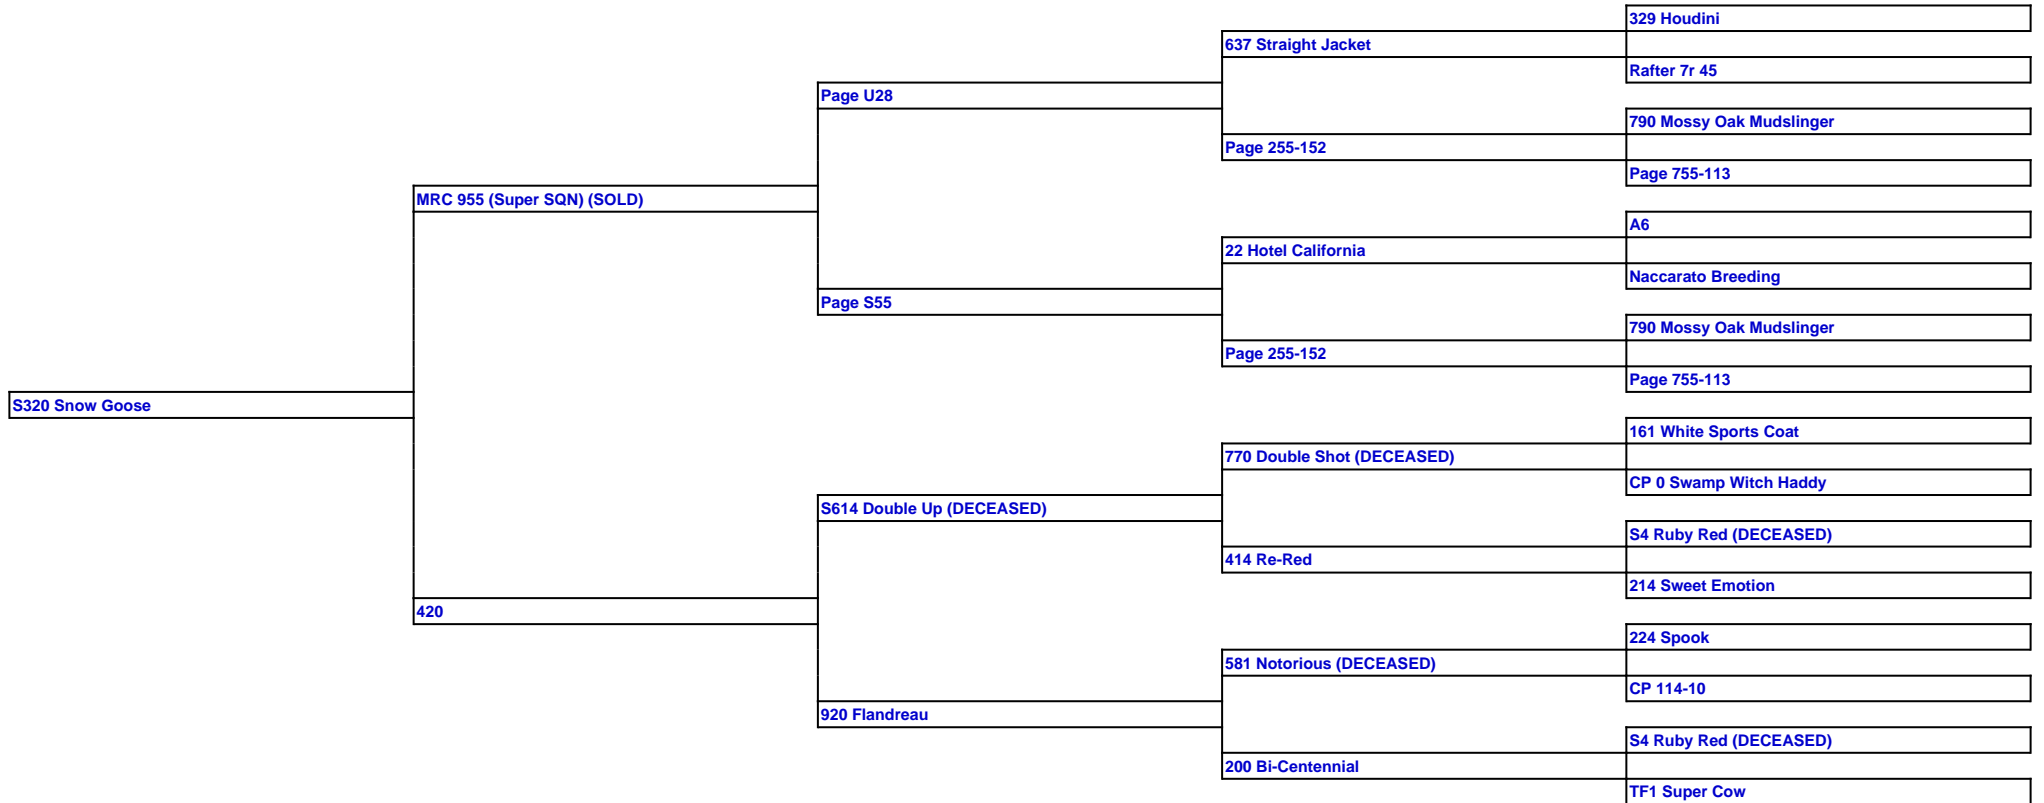 329 Houdini
637 Straight Jacket
Rafter 7r 45
Page U28
790 Mossy Oak Mudslinger
Page 255-152
Page 755-113
MRC 955 (Super SQN) (SOLD)
A6
22 Hotel California
Naccarato Breeding
Page S55
790 Mossy Oak Mudslinger
Page 255-152
Page 755-113
S320 Snow Goose
161 White Sports Coat
770 Double Shot (DECEASED)
CP 0 Swamp Witch Haddy
S614 Double Up (DECEASED)
S4 Ruby Red (DECEASED)
414 Re-Red
214 Sweet Emotion
420
224 Spook
581 Notorious (DECEASED)
CP 114-10
920 Flandreau
S4 Ruby Red (DECEASED)
200 Bi-Centennial
TF1 Super Cow